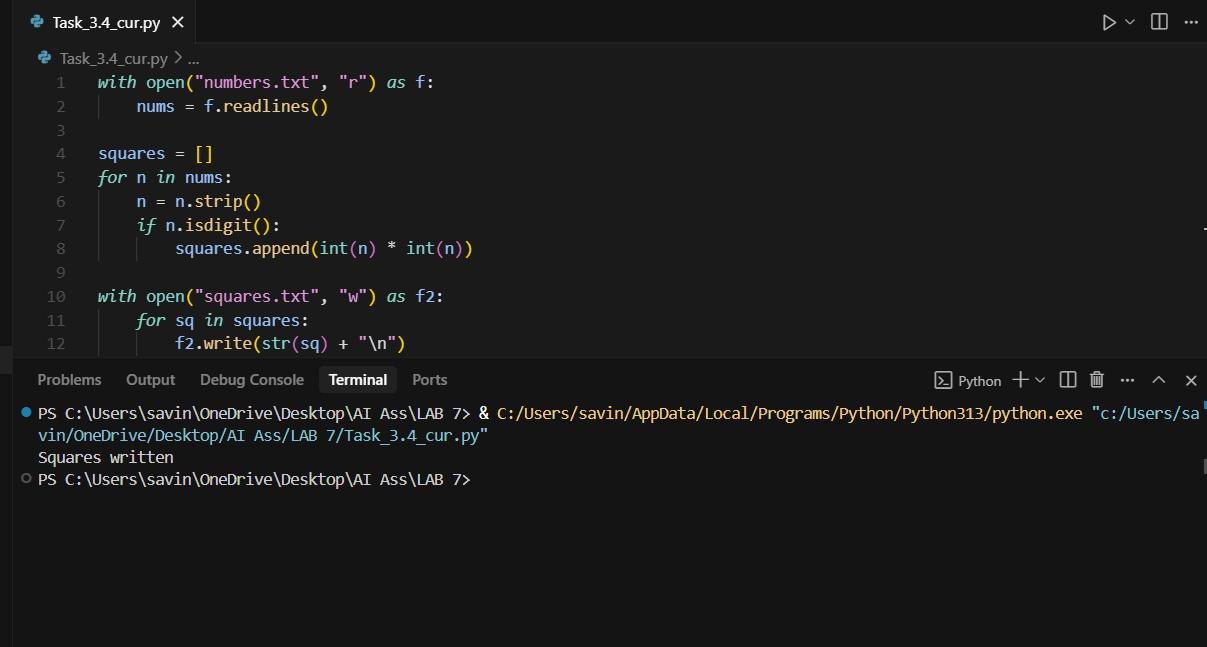 Task_3.4_cur.py
Task_3.4_cur.py > ...
1 with open("numbers.txt", "r") as f:
2     nums = f.readlines()
3
4 squares = []
5 for n in nums:
6     n = n.strip()
7     if n.isdigit():
8         squares.append(int(n) * int(n))
9
10 with open("squares.txt", "w") as f2:
11     for sq in squares:
12         f2.write(str(sq) + "\n")
Problems Output Debug Console Terminal Ports Python
PS C:\Users\savin\OneDrive\Desktop\AI Ass\LAB 7> & C:/Users/savin/AppData/Local/Programs/Python/Python313/python.exe "c:/Users/sa
vin/OneDrive/Desktop/AI Ass/LAB 7/Task_3.4_cur.py"
Squares written
PS C:\Users\savin\OneDrive\Desktop\AI Ass\LAB 7>